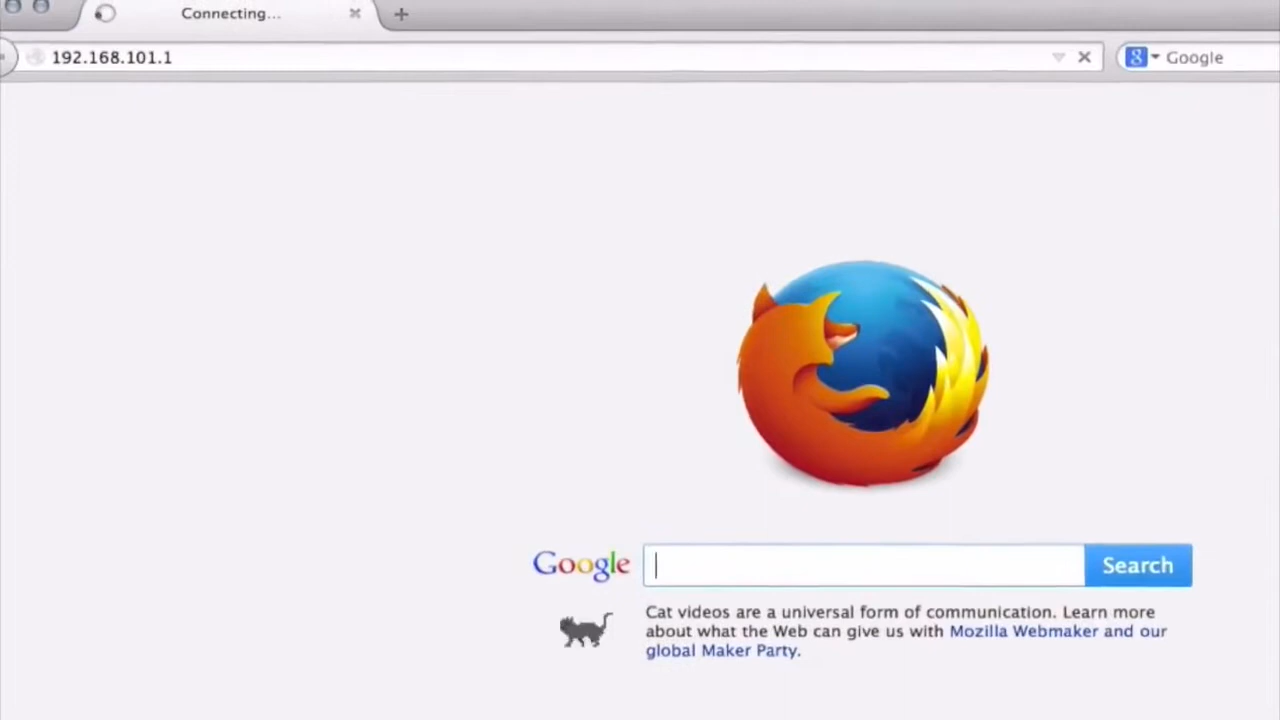 Connecting...
192.168.101.1
8 Google
Google Search
Cat videos are a universal form of communication. Learn more
about what the Web can give us with Mozilla Webmaker and our
global Maker Party.